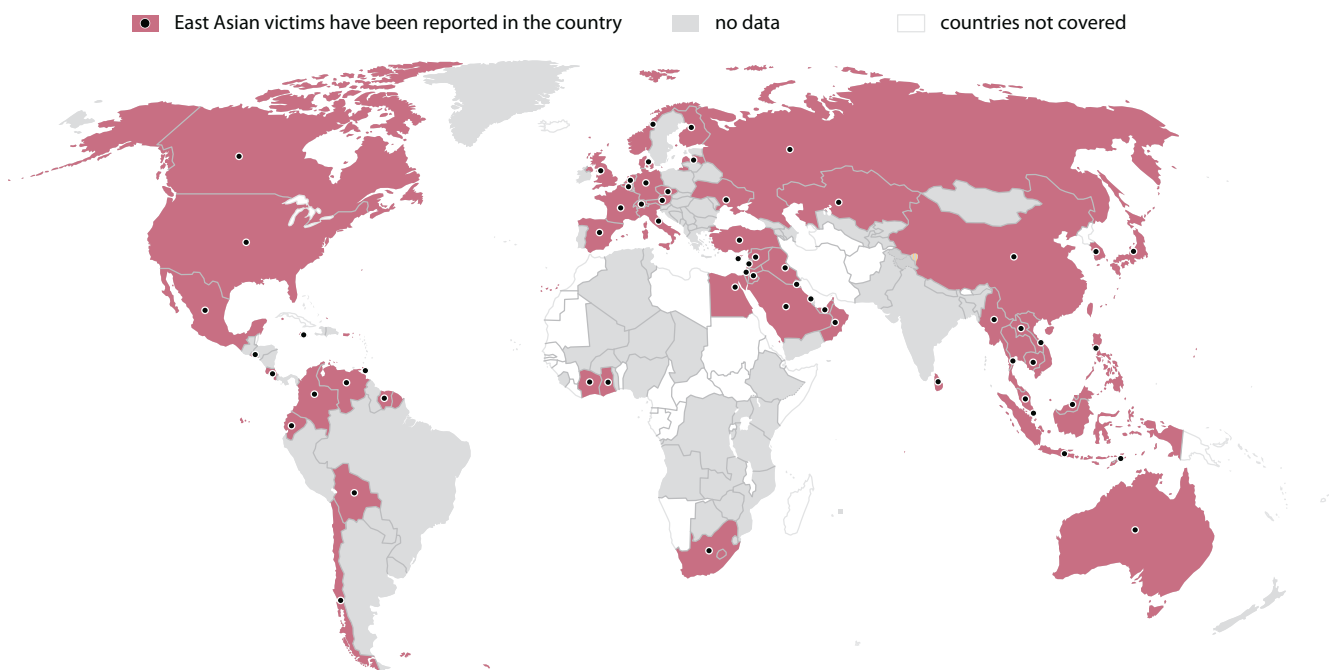 East Asian victims have been reported in the country
no data
countries not covered